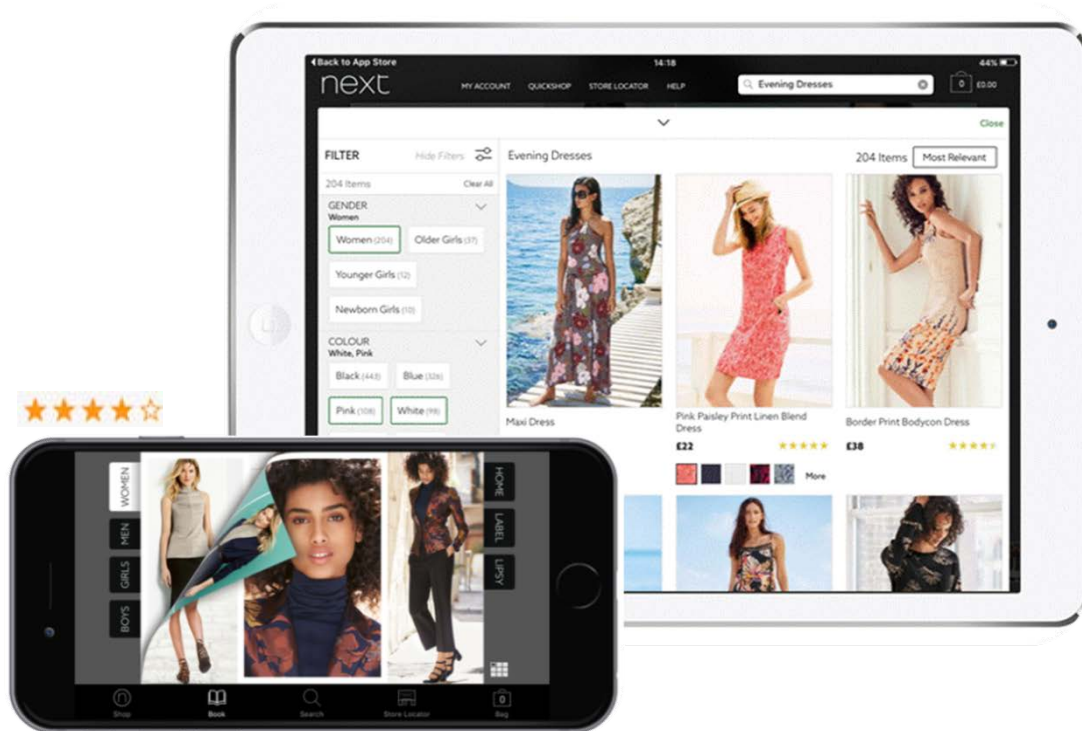 Back to App Store
14:18
44%
next
MY ACCOUNT QUICKSHOP STORE LOCATOR HELP
Evening Dresses
0 £0.00
Close
FILTER Hide Filters
204 Items Clear All
GENDER
Women
Women (204) Older Girls (37)
Younger Girls (12)
Newborn Girls (10)
COLOUR
White, Pink
Black (443) Blue (326)
Pink (108) White (98)
Evening Dresses
204 Items Most Relevant
Maxi Dress
Pink Paisley Print Linen Blend
Dress
£22
More
Border Print Bodycon Dress
£38
WOMEN
MEN
GIRLS
BOYS
HOME
LABEL
LIPSY
Shop Book Search Store Locator Bag
0